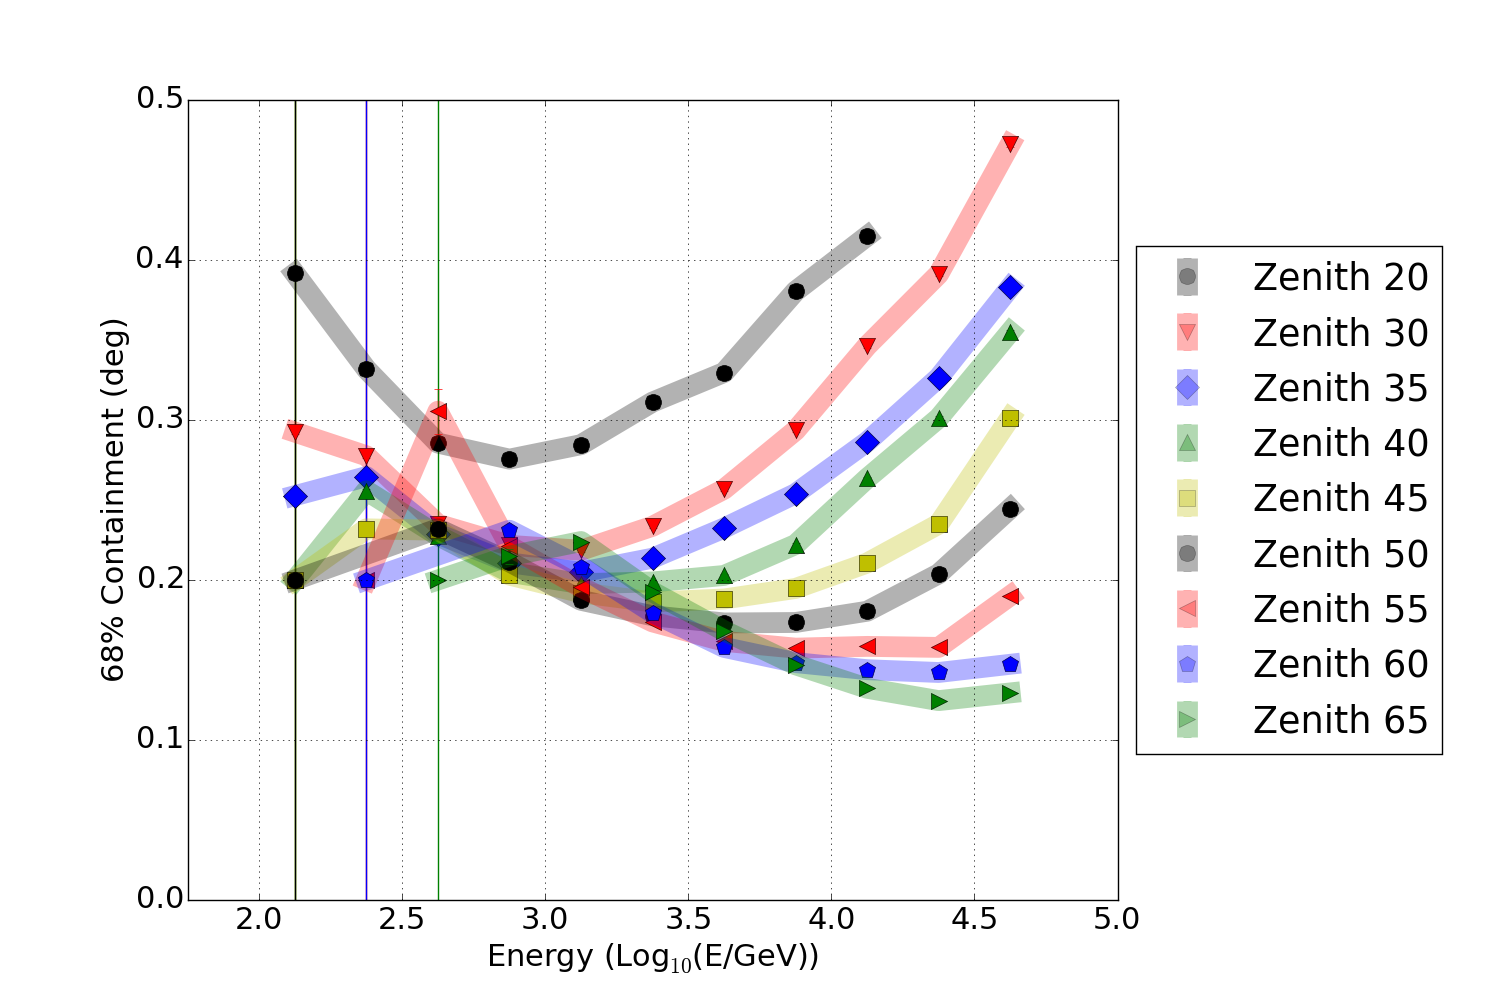 0.5
0.4
0.3
0.2
0.1
0.0
68% Containment (deg)
2.0 2.5 3.0 3.5 4.0 4.5 5.0
Energy (Log₁₀(E/GeV))
Zenith 20
Zenith 30
Zenith 35
Zenith 40
Zenith 45
Zenith 50
Zenith 55
Zenith 60
Zenith 65